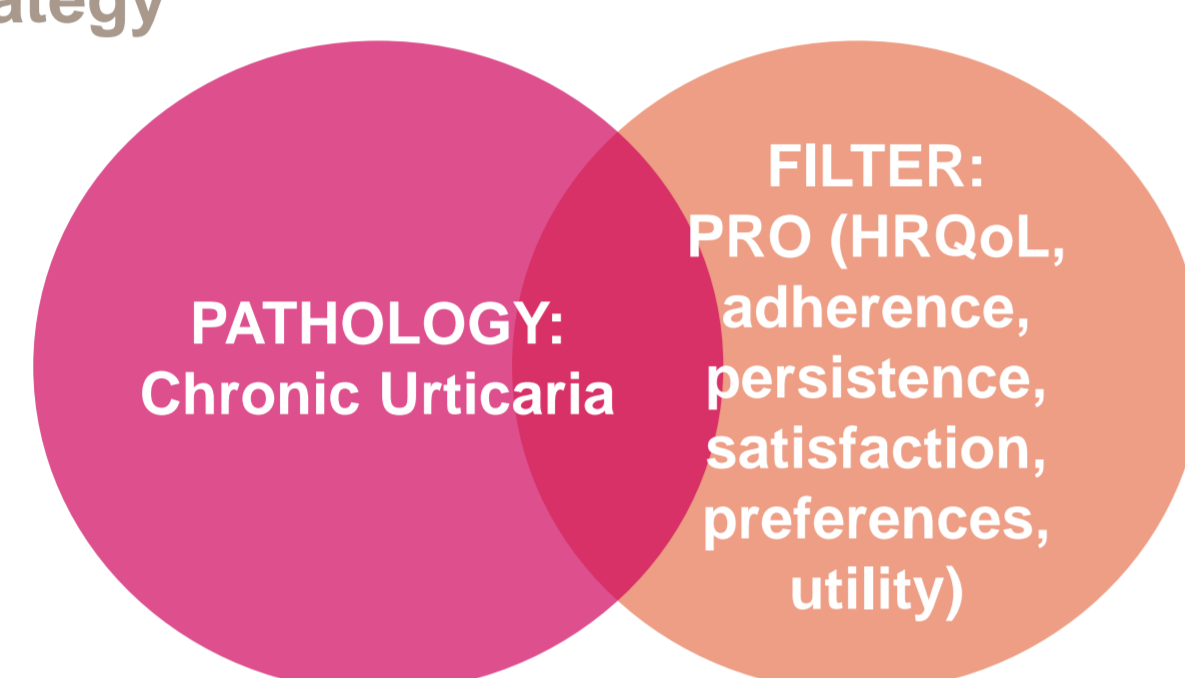 ategy
PATHOLOGY:
Chronic Urticaria
FILTER:
PRO (HRQoL,
adherence,
persistence,
satisfaction,
preferences,
utility)